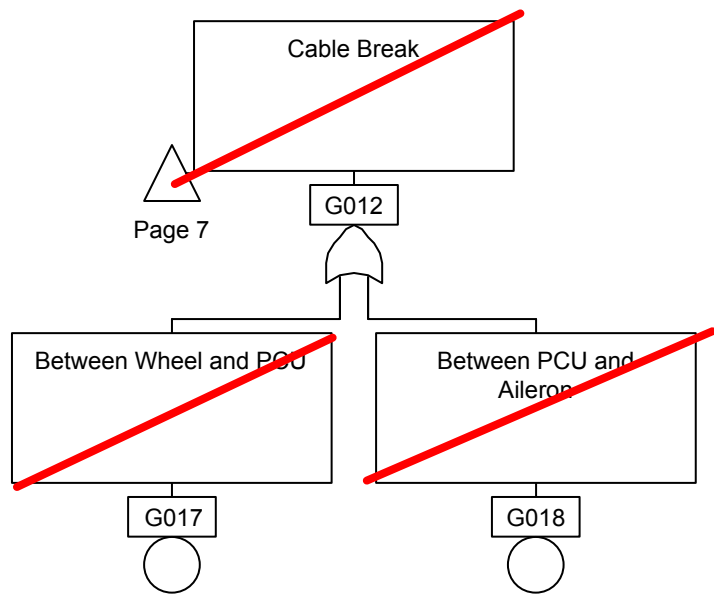 Cable Break
Page 7
G012
Between Wheel and PCU
Between PCU and
Aileron
G017
G018